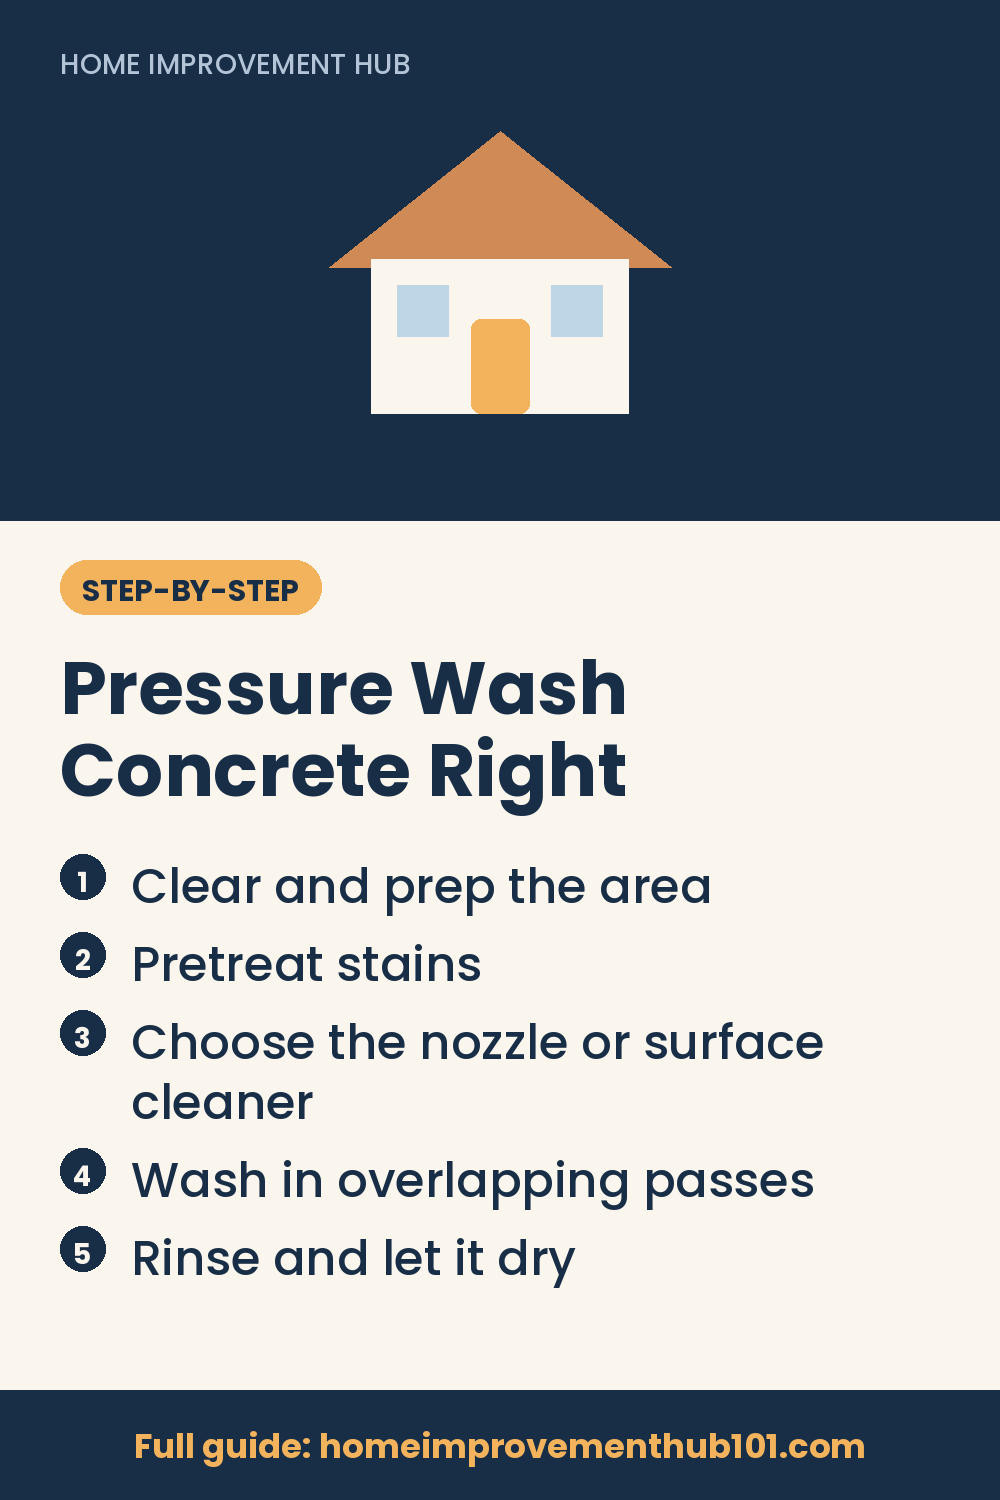 HOME IMPROVEMENT HUB
STEP-BY-STEP
Pressure Wash
Concrete Right
1 Clear and prep the area
2 Pretreat stains
3 Choose the nozzle or surface
cleaner
4 Wash in overlapping passes
5 Rinse and let it dry
Full guide: homeimprovementhub101.com